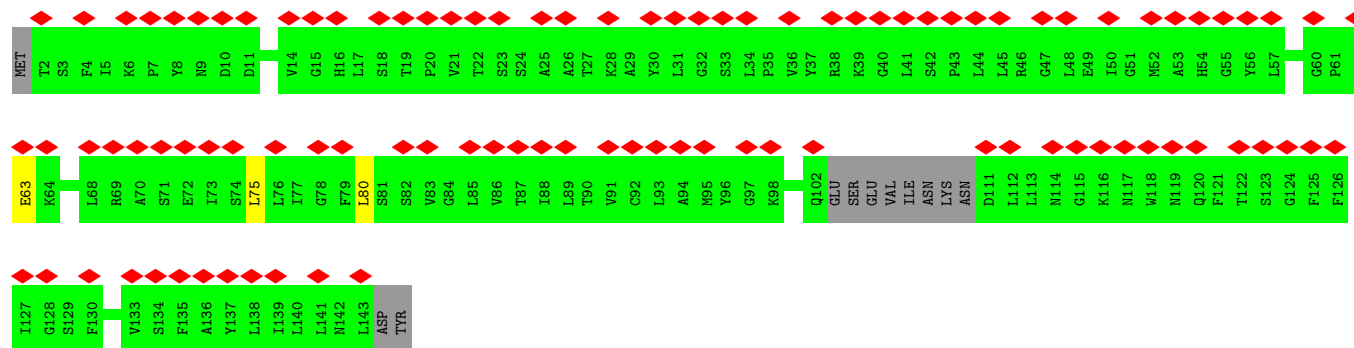 MET T2 S3 F4 I5 K6 P7 Y8 N9 D10 D11 V14 G15 H16 L17 S18 T19 P20 V21 T22 S23 S24 A25 A26 T27 K28 A29 Y30 L31 G32 S33 L34 P35 V36 Y37 R38 K39 G40 L41 S42 P43 L44 L45 R46 G47 L48 E49 I50 G51 M52 A53 H54 G55 Y56 L57 G60 P61
E63 K64 L68 R69 A70 S71 E72 I73 S74 L75 L76 I77 G78 F79 L80 S81 S82 V83 G84 L85 V86 T87 I88 L89 T90 V91 C92 L93 A94 M95 Y96 G97 K98 Q102 GLU SER GLU VAL ILE ASN LYS ASN D111 L112 L113 N114 G115 K116 N117 W118 N119 Q120 F121 T122 S123 G124 F125 F126
I127 G128 S129 F130 V133 S134 F135 A136 Y137 L138 I139 L140 L141 N142 L143 ASP TYR